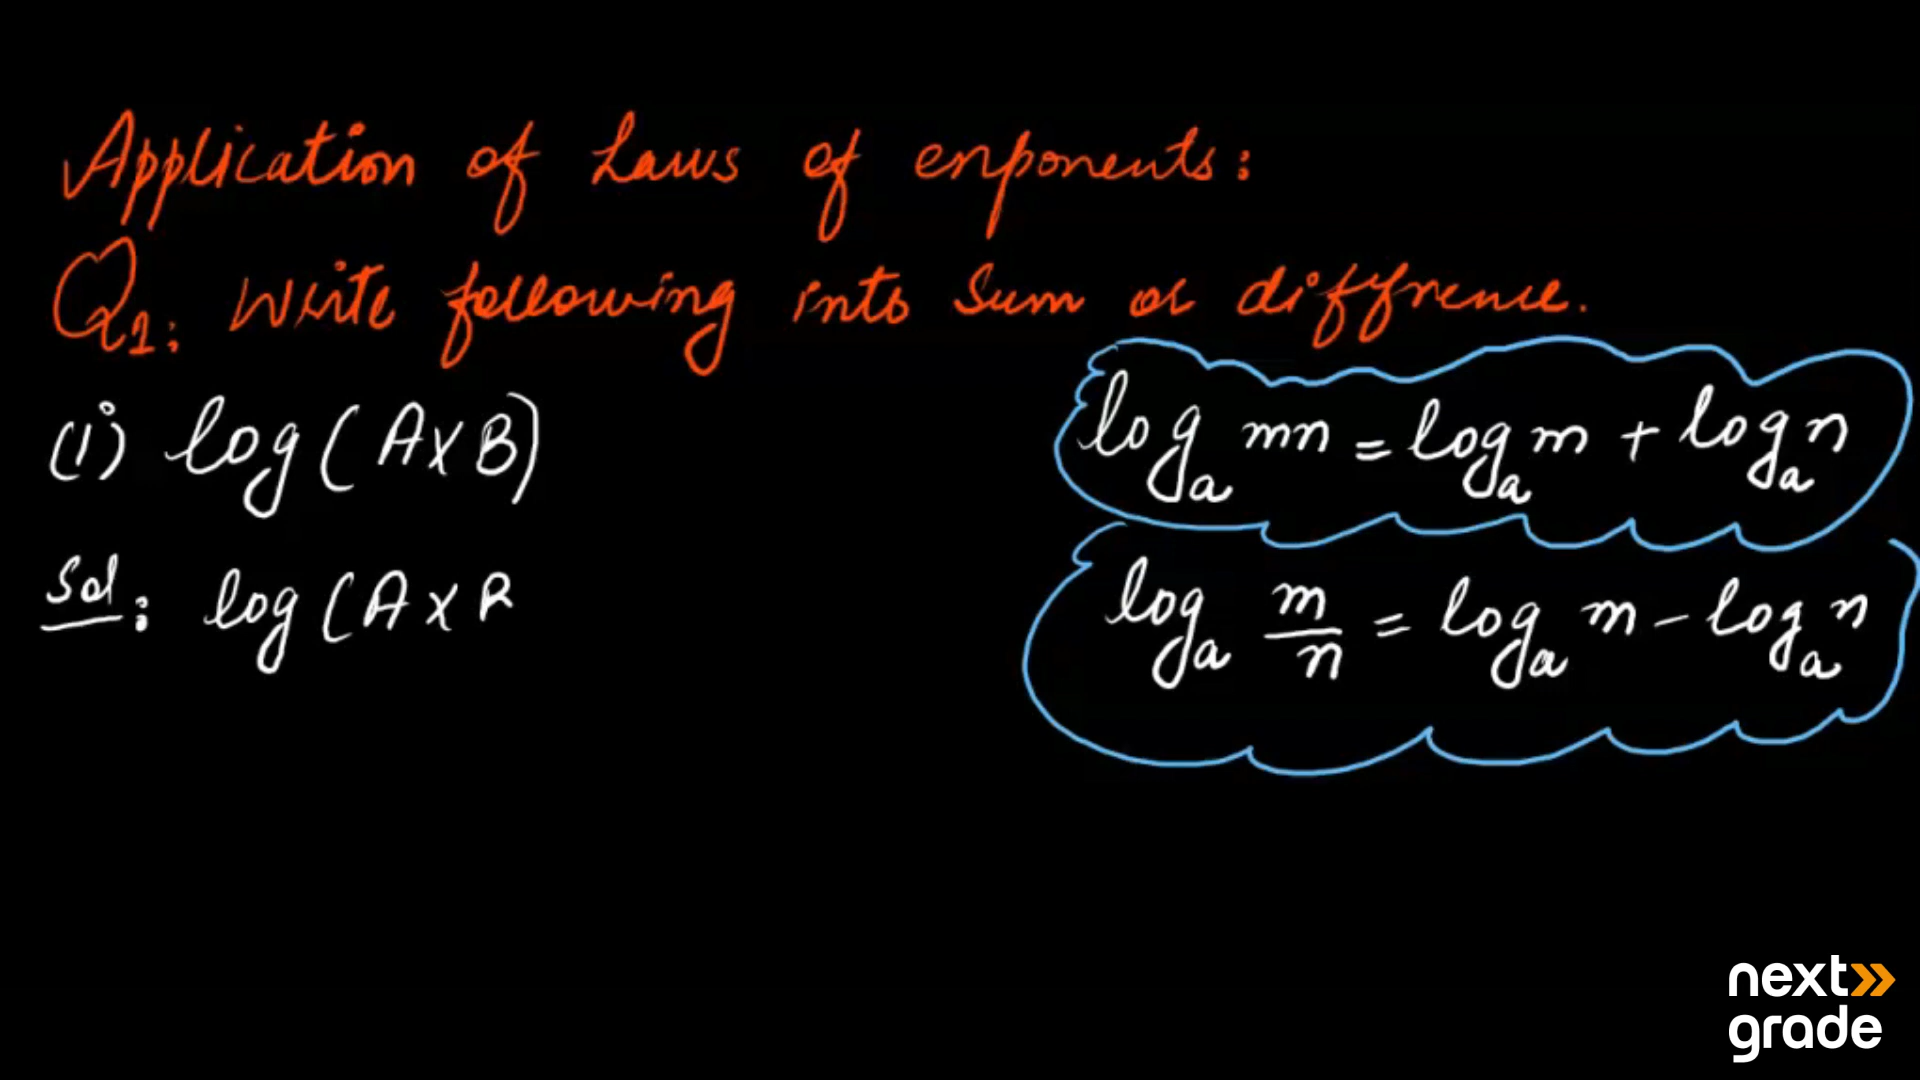 Application of Laws of enponents:
Q1: Write following into Sum or diffrence.
(i) log (A×B)
log_a mn = log_a m + log_a n
Sol: log (A×B
log_a m/n = log_a m - log_a n
next
grade